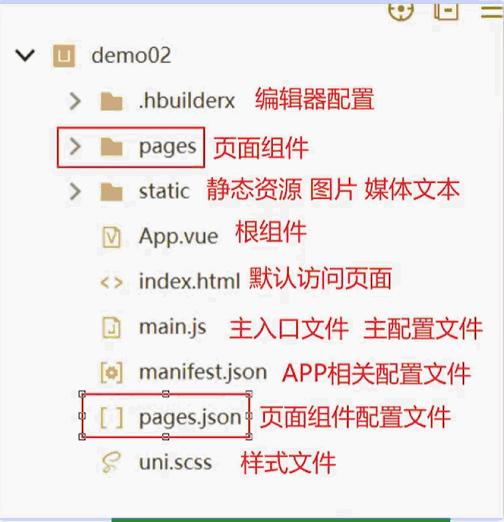 demo02
.hbuilderx 编辑器配置
pages 页面组件
static 静态资源 图片 媒体文本
App.vue 根组件
index.html 默认访问页面
main.js 主入口文件 主配置文件
manifest.json APP相关配置文件
pages.json 页面组件配置文件
uni.scss 样式文件